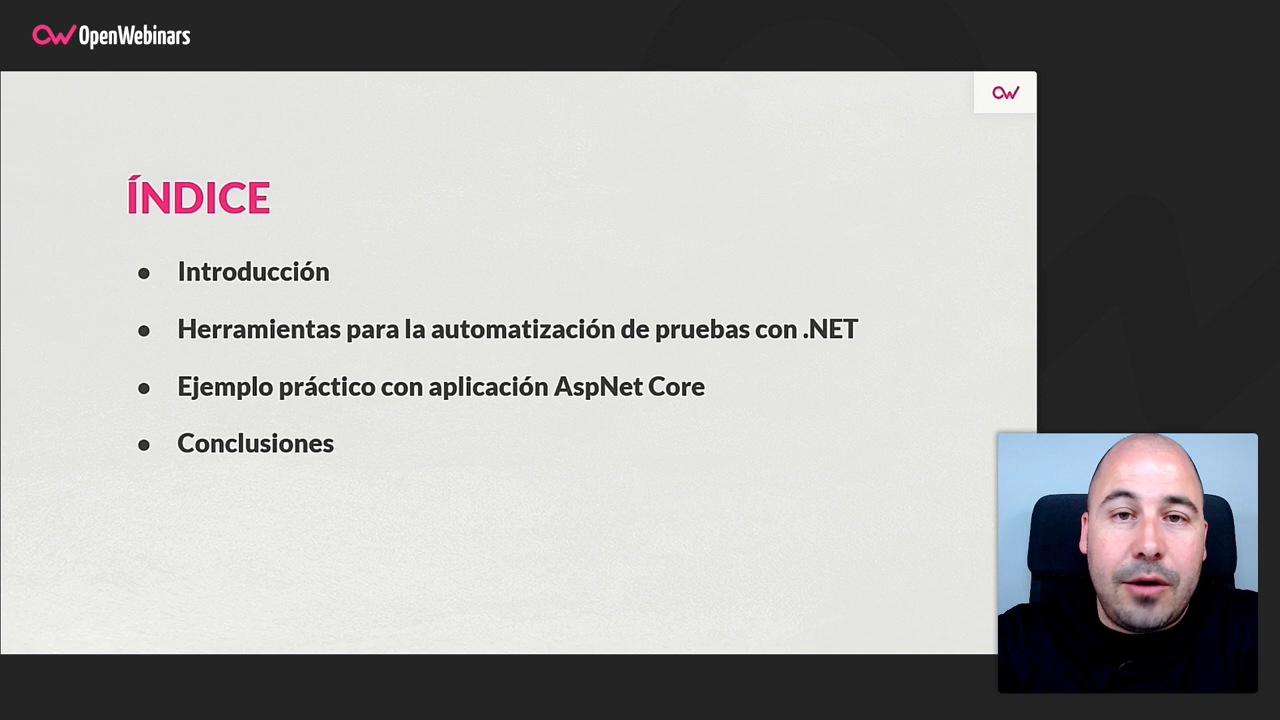 OpenWebinars
ÍNDICE
● Introducción
● Herramientas para la automatización de pruebas con .NET
● Ejemplo práctico con aplicación AspNet Core
● Conclusiones